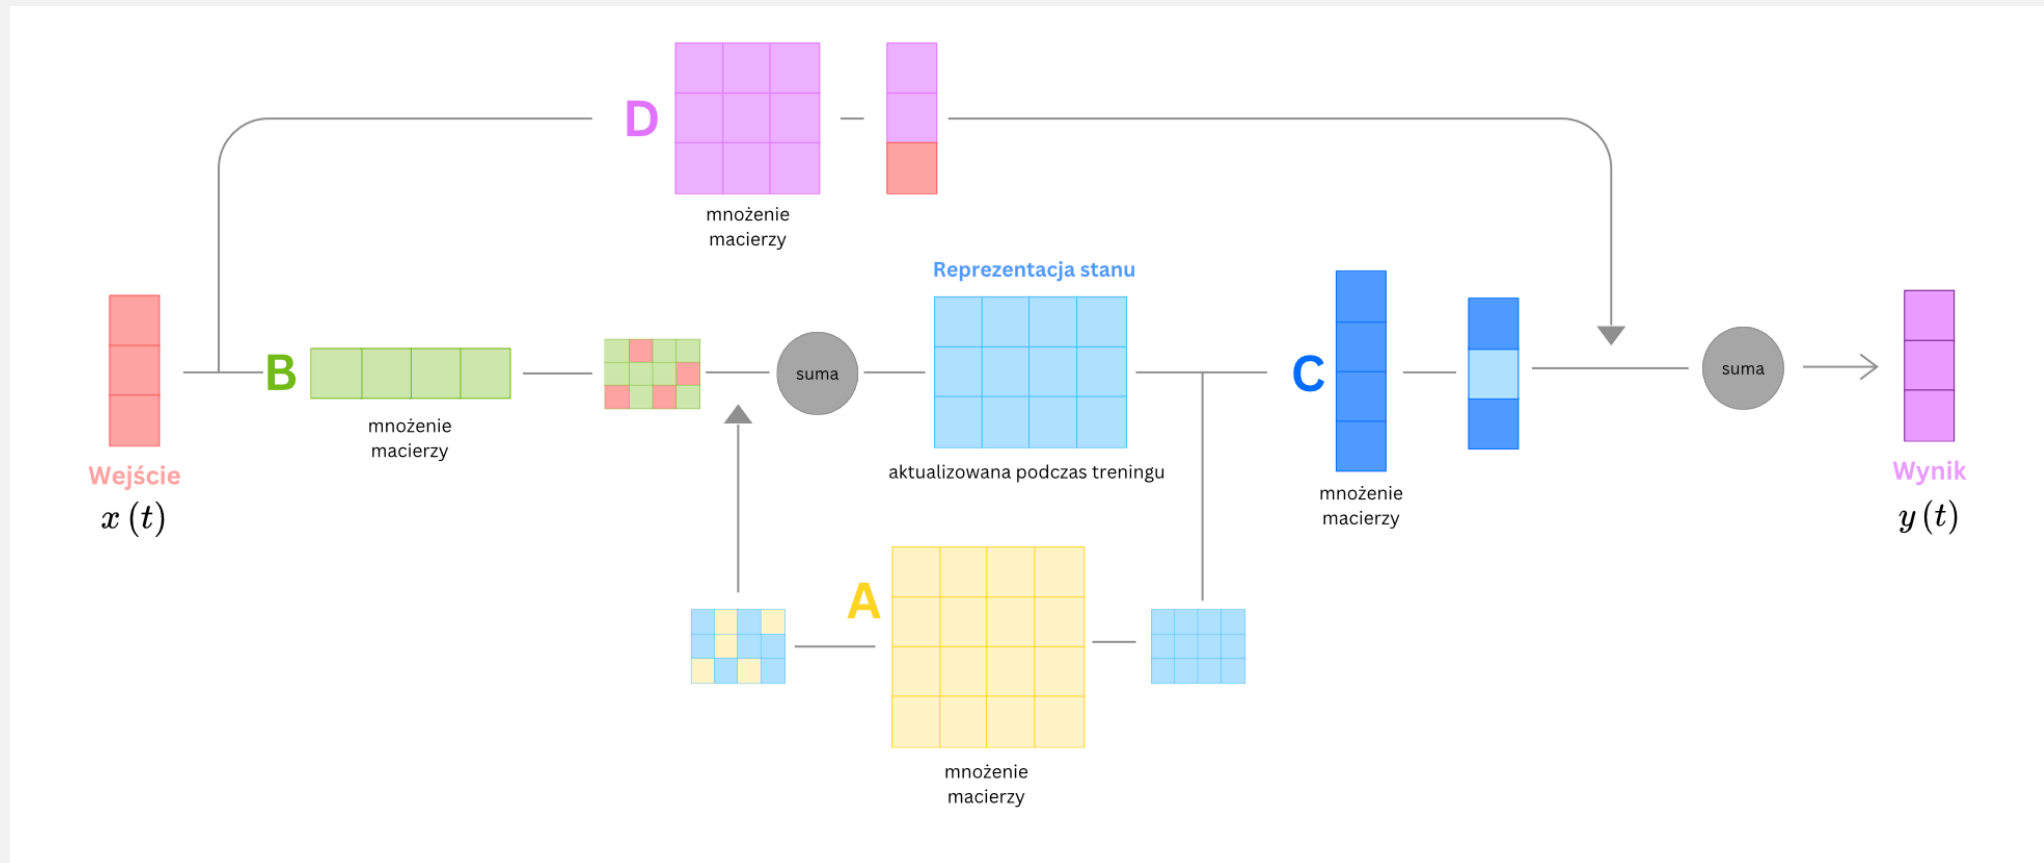 D
mnożenie
macierzy
Reprezentacja stanu
B
mnożenie
macierzy
suma
aktualizowana podczas treningu
C
mnożenie
macierzy
suma
Wejście
x (t)
Wynik
y (t)
A
mnożenie
macierzy